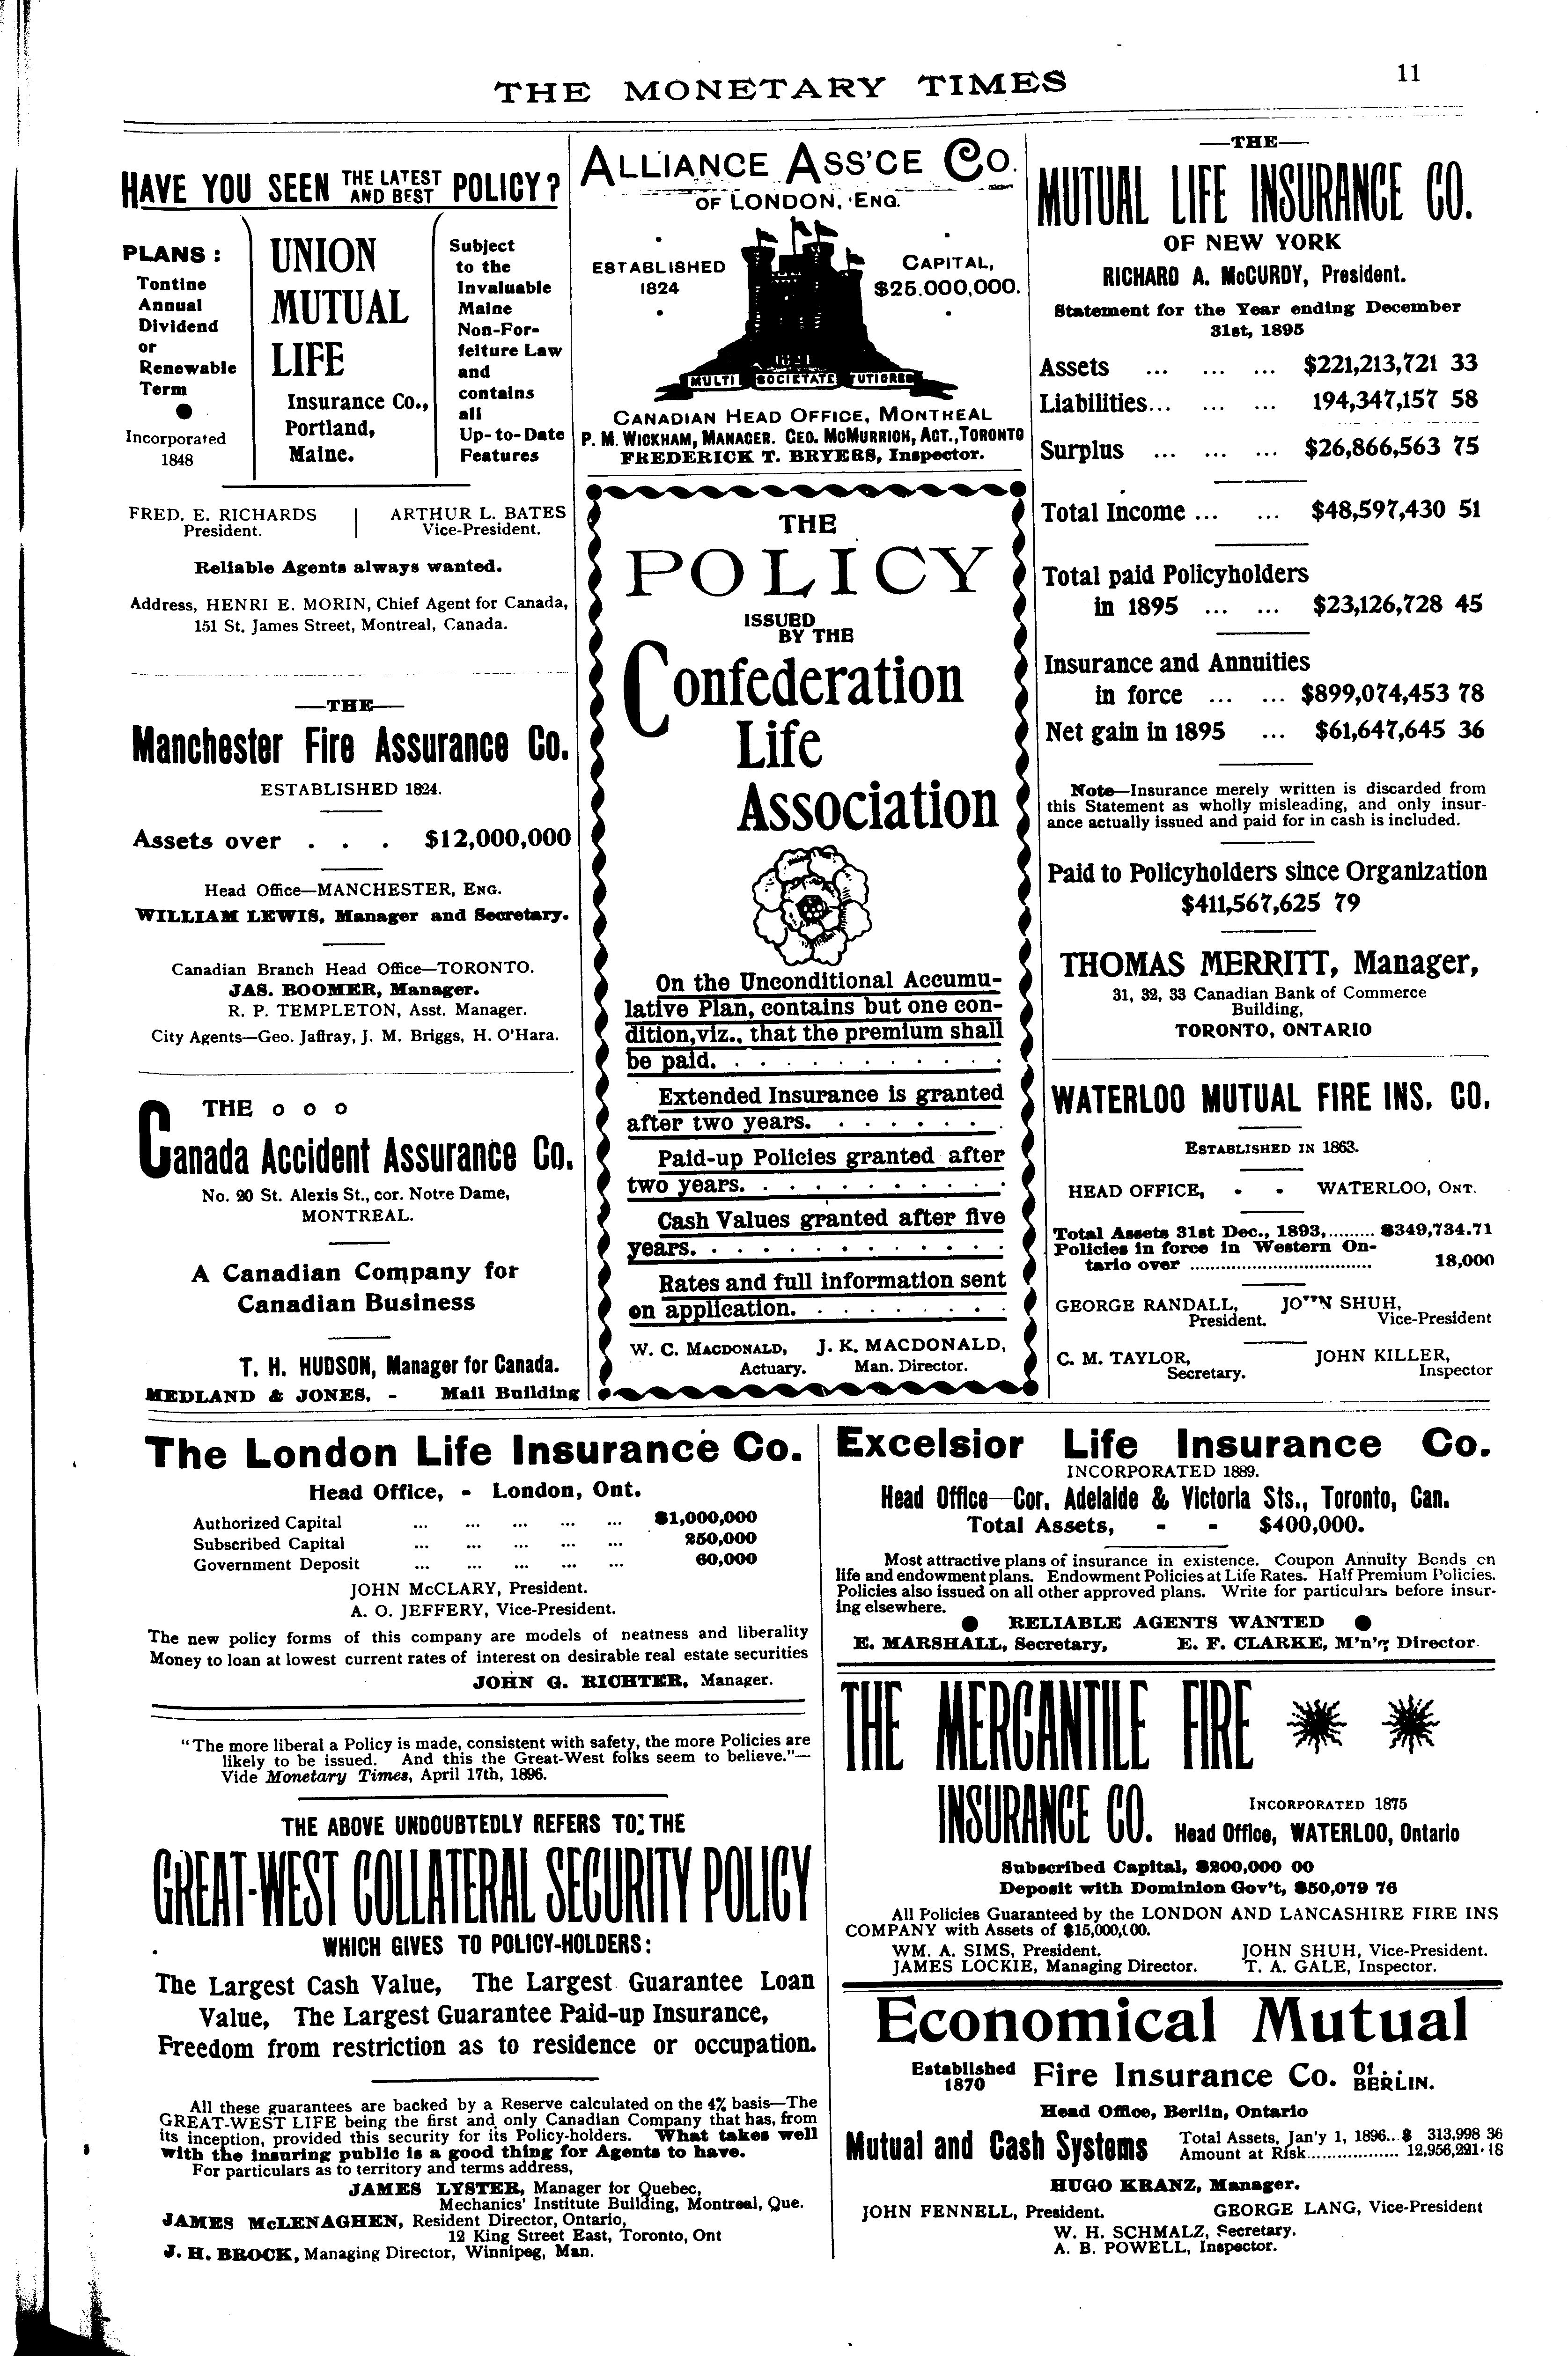 THE MONETARY TIMES
11
HAVE YOU SEEN THE LATEST AND BEST POLICY?
PLANS:
Tontine
Annual
Dividend
or
Renewable
Term
Incorporated
1848
UNION
MUTUAL
LIFE
Insurance Co.,
Portland,
Maine.
Subject
to the
Invaluable
Maine
Non-For-
feiture Law
and
contains
all
Up-to-Date
Features
FRED. E. RICHARDS
President.
ARTHUR L. BATES
Vice-President.
Reliable Agents always wanted.
Address, HENRI E. MORIN, Chief Agent for Canada,
151 St. James Street, Montreal, Canada.
—THE—
Manchester Fire Assurance Co.
ESTABLISHED 1824.
Assets over . . . $12,000,000
Head Office—MANCHESTER, ENG.
WILLIAM LEWIS, Manager and Secretary.
Canadian Branch Head Office—TORONTO.
JAS. BOOMER, Manager.
R. P. TEMPLETON, Asst. Manager.
City Agents—Geo. Jaffray, J. M. Briggs, H. O'Hara.
THE o o o
Canada Accident Assurance Co.
No. 20 St. Alexis St., cor. Notre Dame,
MONTREAL.
A Canadian Company for
Canadian Business
T. H. HUDSON, Manager for Canada.
MEDLAND & JONES, - Mail Building
ALLIANCE ASS'CE CO.
OF LONDON, ENG.
ESTABLISHED
1824
CAPITAL,
$25,000,000.
MULTI SOCIETATE TUTIORES
CANADIAN HEAD OFFICE, MONTREAL
P. M. WICKHAM, MANAGER. GEO. MCMURRICH, AGT., TORONTO
FREDERICK T. BRYERS, Inspector.
THE
POLICY
ISSUED
BY THE
Confederation
Life
Association
On the Unconditional Accumu-
lative Plan, contains but one con-
dition, viz., that the premium shall
be paid. . . . . . . . . . . .
Extended Insurance is granted
after two years. . . . . . . .
Paid-up Policies granted after
two years. . . . . . . . . . .
Cash Values granted after five
years. . . . . . . . . . . . .
Rates and full information sent
on application. . . . . . . . .
W. C. MACDONALD,
Actuary.
J. K. MACDONALD,
Man. Director.
—THE—
MUTUAL LIFE INSURANCE CO.
OF NEW YORK
RICHARD A. McCURDY, President.
Statement for the Year ending December
31st, 1895
Assets ... ... ... $221,213,721 33
Liabilities... ... ... 194,347,157 58
Surplus ... ... ... $26,866,563 75
Total Income ... ... $48,597,430 51
Total paid Policyholders
in 1895 ... ... $23,126,728 45
Insurance and Annuities
in force ... ... $899,074,453 78
Net gain in 1895 ... $61,647,645 36
Note—Insurance merely written is discarded from
this Statement as wholly misleading, and only insur-
ance actually issued and paid for in cash is included.
Paid to Policyholders since Organization
$411,567,625 79
THOMAS MERRITT, Manager,
31, 32, 33 Canadian Bank of Commerce
Building,
TORONTO, ONTARIO
WATERLOO MUTUAL FIRE INS. CO.
ESTABLISHED IN 1863.
HEAD OFFICE, - - WATERLOO, ONT.
Total Assets 31st Dec., 1893,......... $349,734.71
Policies in force in Western On-
tario over .................................. 18,000
GEORGE RANDALL,
President.
JOHN SHUH,
Vice-President
C. M. TAYLOR,
Secretary.
JOHN KILLER,
Inspector
The London Life Insurance Co.
Head Office, - London, Ont.
Authorized Capital ... ... ... ... ... $1,000,000
Subscribed Capital ... ... ... ... ... 250,000
Government Deposit ... ... ... ... ... 60,000
JOHN McCLARY, President.
A. O. JEFFERY, Vice-President.
The new policy forms of this company are models of neatness and liberality
Money to loan at lowest current rates of interest on desirable real estate securities
JOHN G. RICHTER, Manager.
"The more liberal a Policy is made, consistent with safety, the more Policies are
likely to be issued. And this the Great-West folks seem to believe."—
Vide Monetary Times, April 17th, 1896.
THE ABOVE UNDOUBTEDLY REFERS TO: THE
GREAT-WEST COLLATERAL SECURITY POLICY
WHICH GIVES TO POLICY-HOLDERS:
The Largest Cash Value, The Largest Guarantee Loan
Value, The Largest Guarantee Paid-up Insurance,
Freedom from restriction as to residence or occupation.
All these guarantees are backed by a Reserve calculated on the 4% basis—The
GREAT-WEST LIFE being the first and only Canadian Company that has, from
its inception, provided this security for its Policy-holders. What takes well
with the insuring public is a good thing for Agents to have.
For particulars as to territory and terms address,
JAMES LYSTER, Manager for Quebec,
Mechanics' Institute Building, Montreal, Que.
JAMES McLENAGHEN, Resident Director, Ontario,
12 King Street East, Toronto, Ont
J. H. BROCK, Managing Director, Winnipeg, Man.
Excelsior Life Insurance Co.
INCORPORATED 1889.
Head Office—Cor. Adelaide & Victoria Sts., Toronto, Can.
Total Assets, - - $400,000.
Most attractive plans of insurance in existence. Coupon Annuity Bonds on
life and endowment plans. Endowment Policies at Life Rates. Half Premium Policies.
Policies also issued on all other approved plans. Write for particulars before insur-
ing elsewhere.
RELIABLE AGENTS WANTED
E. MARSHALL, Secretary, E. F. CLARKE, M'n'g Director.
THE MERCANTILE FIRE
INSURANCE CO.
INCORPORATED 1875
Head Office, WATERLOO, Ontario
Subscribed Capital, $200,000 00
Deposit with Dominion Gov't, $50,079 76
All Policies Guaranteed by the LONDON AND LANCASHIRE FIRE INS
COMPANY with Assets of $15,000,000.
WM. A. SIMS, President. JOHN SHUH, Vice-President.
JAMES LOCKIE, Managing Director. T. A. GALE, Inspector.
Economical Mutual
Established
1870
Fire Insurance Co. Of BERLIN.
Head Office, Berlin, Ontario
Mutual and Cash Systems
Total Assets, Jan'y 1, 1896...$ 313,998 36
Amount at Risk.................. 12,956,221.18
HUGO KRANZ, Manager.
JOHN FENNELL, President. GEORGE LANG, Vice-President
W. H. SCHMALZ, Secretary.
A. B. POWELL, Inspector.